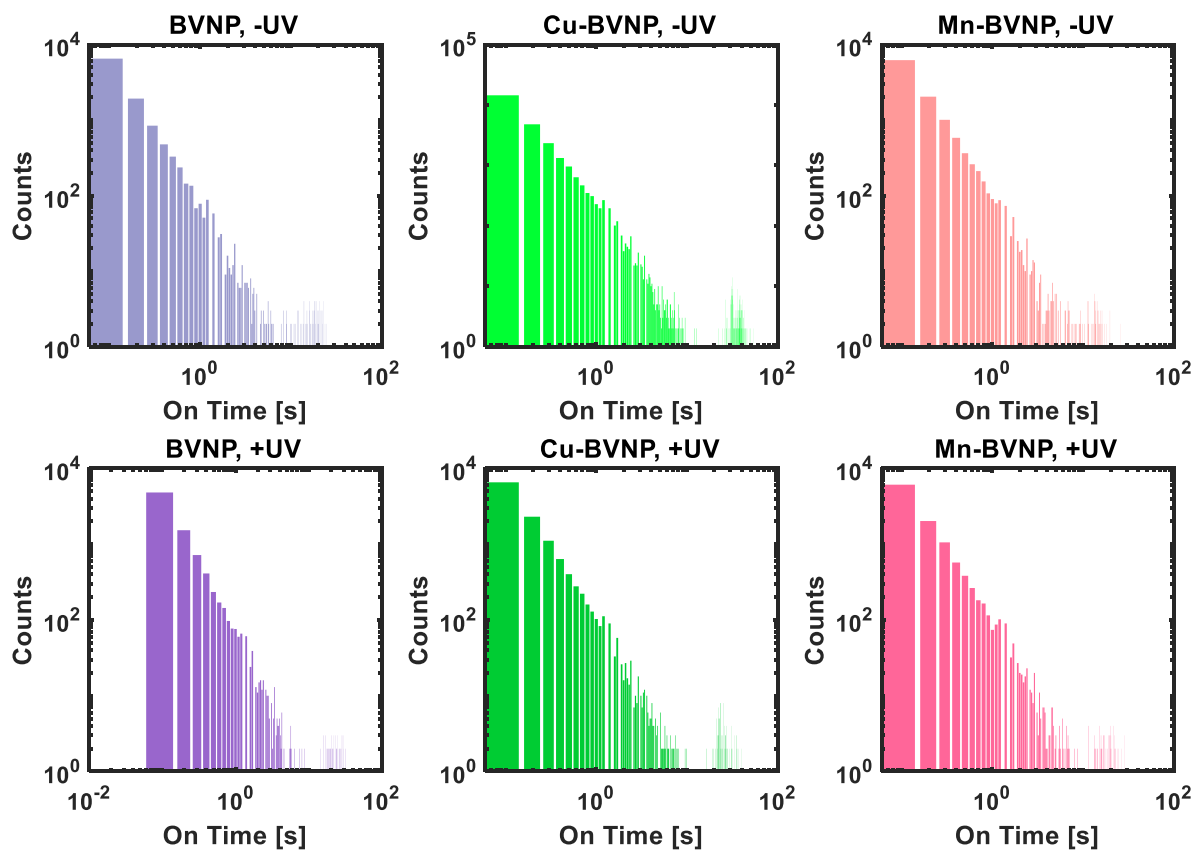 BVNP, -UV
Cu-BVNP, -UV
Mn-BVNP, -UV
10^4
10^2
10^0
Counts
10^0
10^2
On Time [s]
10^5
10^0
Counts
10^0
10^2
On Time [s]
10^4
10^2
10^0
Counts
10^0
10^2
On Time [s]
BVNP, +UV
Cu-BVNP, +UV
Mn-BVNP, +UV
10^4
10^2
10^0
Counts
10^-2
10^0
10^2
On Time [s]
10^4
10^2
10^0
Counts
10^0
10^2
On Time [s]
10^4
10^2
10^0
Counts
10^0
10^2
On Time [s]